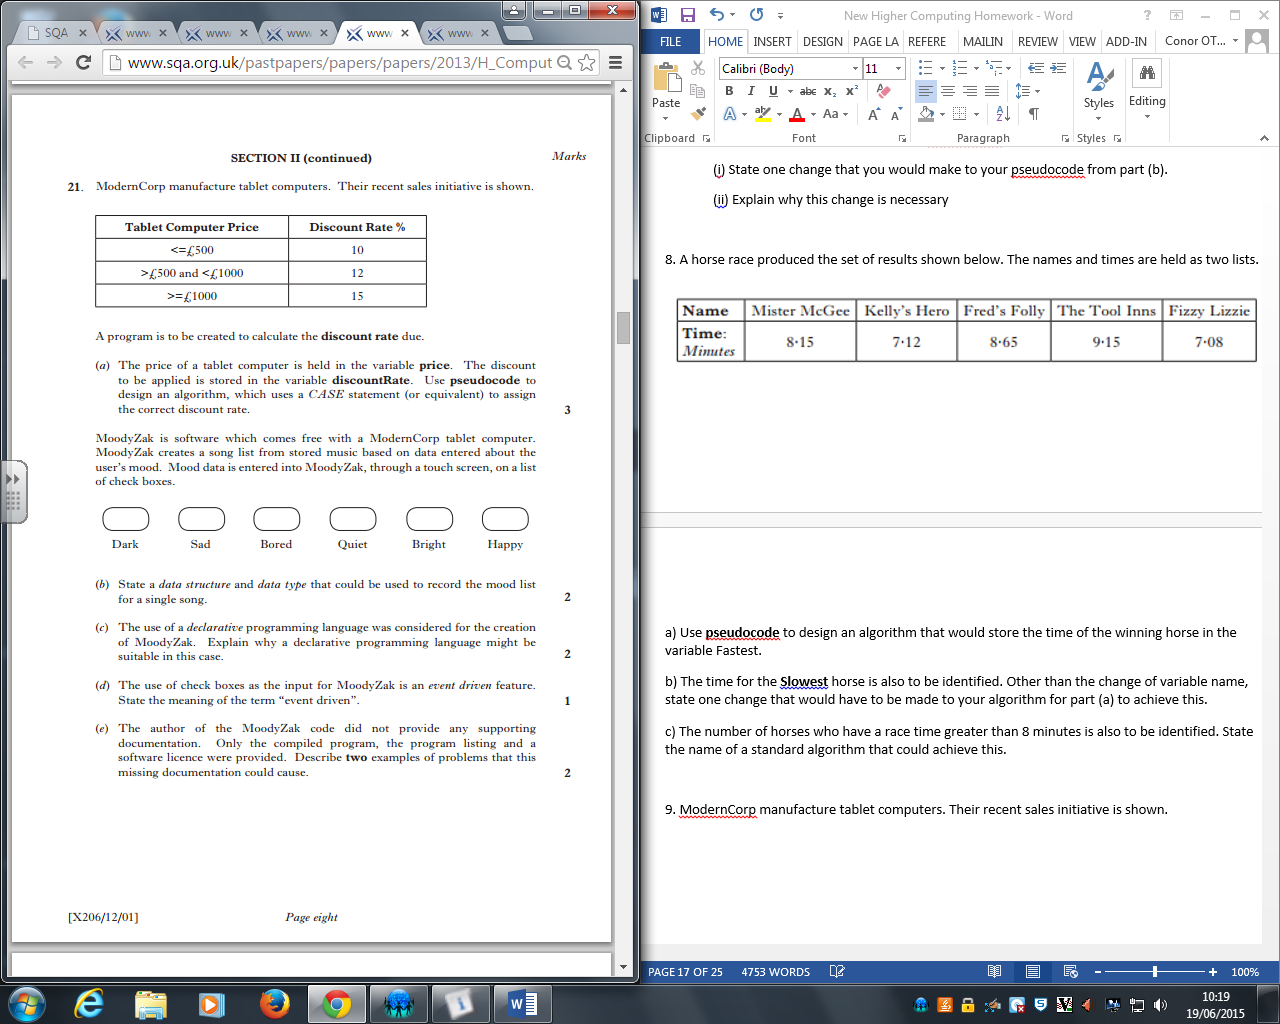 SQA
www
www
www
www
www
www.sqa.org.uk/pastpapers/papers/papers/2013/H_Comput
SECTION II (continued)
Marks
21. ModernCorp manufacture tablet computers. Their recent sales initiative is shown.
Tablet Computer Price Discount Rate %
<=£500 10
>£500 and <£1000 12
>=£1000 15
A program is to be created to calculate the discount rate due.
(a) The price of a tablet computer is held in the variable price. The discount
to be applied is stored in the variable discountRate. Use pseudocode to
design an algorithm, which uses a CASE statement (or equivalent) to assign
the correct discount rate. 3
MoodyZak is software which comes free with a ModernCorp tablet computer.
MoodyZak creates a song list from stored music based on data entered about the
user's mood. Mood data is entered into MoodyZak, through a touch screen, on a list
of check boxes.
Dark Sad Bored Quiet Bright Happy
(b) State a data structure and data type that could be used to record the mood list
for a single song. 2
(c) The use of a declarative programming language was considered for the creation
of MoodyZak. Explain why a declarative programming language might be
suitable in this case. 2
(d) The use of check boxes as the input for MoodyZak is an event driven feature.
State the meaning of the term “event driven”. 1
(e) The author of the MoodyZak code did not provide any supporting
documentation. Only the compiled program, the program listing and a
software licence were provided. Describe two examples of problems that this
missing documentation could cause. 2
[X206/12/01]
Page eight
New Higher Computing Homework - Word
FILE HOME INSERT DESIGN PAGE LA REFERE MAILIN REVIEW VIEW ADD-IN Conor OT...
Calibri (Body) 11
Paste
B I U abc x₂ x²
Aa
Styles
Editing
Clipboard Font Paragraph Styles
(i) State one change that you would make to your pseudocode from part (b).
(ii) Explain why this change is necessary
8. A horse race produced the set of results shown below. The names and times are held as two lists.
Name Mister McGee Kelly's Hero Fred's Folly The Tool Inns Fizzy Lizzie
Time:
Minutes 8·15 7·12 8·65 9·15 7·08
a) Use pseudocode to design an algorithm that would store the time of the winning horse in the
variable Fastest.
b) The time for the Slowest horse is also to be identified. Other than the change of variable name,
state one change that would have to be made to your algorithm for part (a) to achieve this.
c) The number of horses who have a race time greater than 8 minutes is also to be identified. State
the name of a standard algorithm that could achieve this.
9. ModernCorp manufacture tablet computers. Their recent sales initiative is shown.
PAGE 17 OF 25 4753 WORDS
100%
10:19
19/06/2015